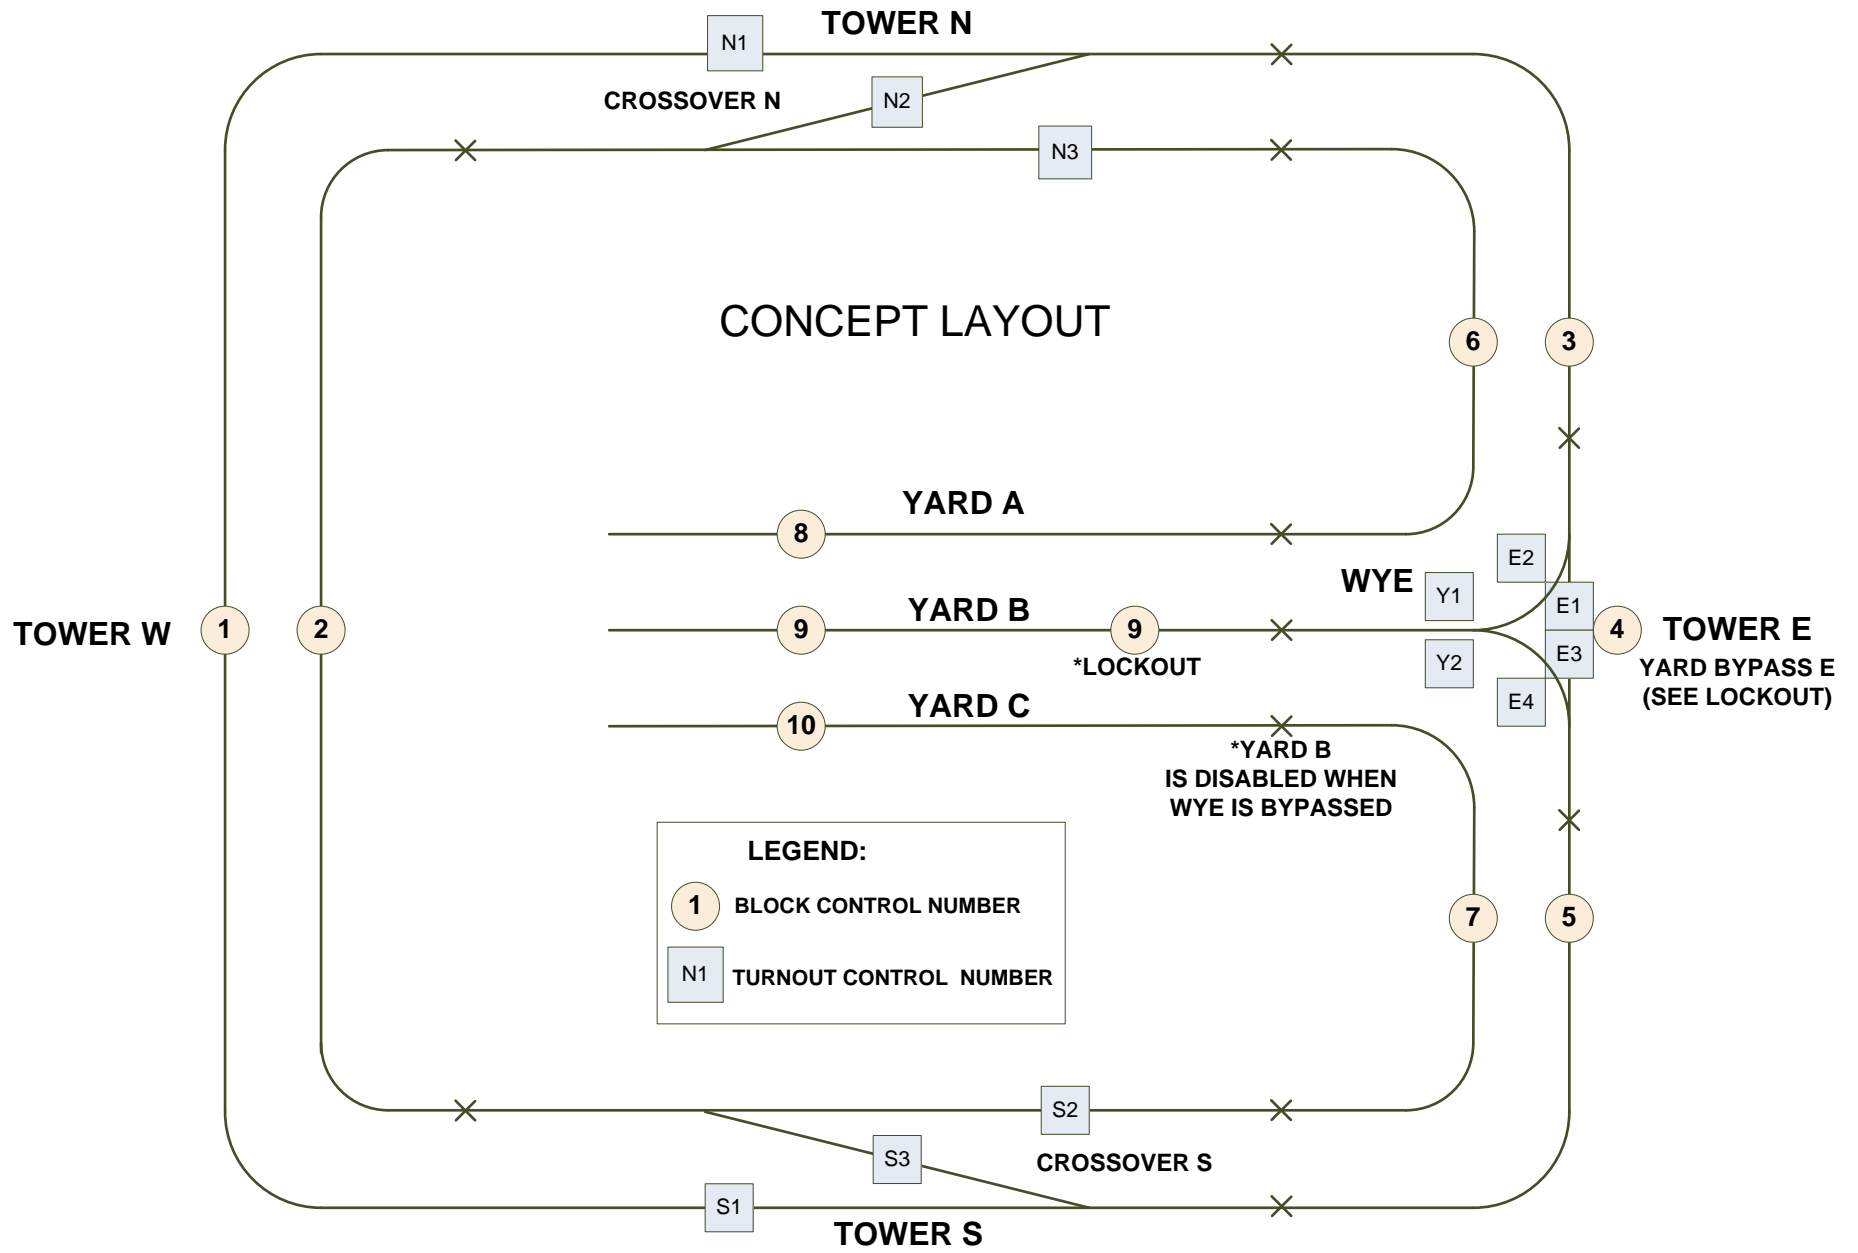 TOWER N
N1
N2
CROSSOVER N
N3
CONCEPT LAYOUT
6
3
YARD A
8
E2
WYE
Y1
E1
YARD B
TOWER W
1
2
9
9
4
TOWER E
*LOCKOUT
Y2
E3
YARD BYPASS E
(SEE LOCKOUT)
E4
YARD C
10
*YARD B
IS DISABLED WHEN
WYE IS BYPASSED
LEGEND:
1 BLOCK CONTROL NUMBER
N1 TURNOUT CONTROL NUMBER
7
5
S2
S3
CROSSOVER S
S1
TOWER S